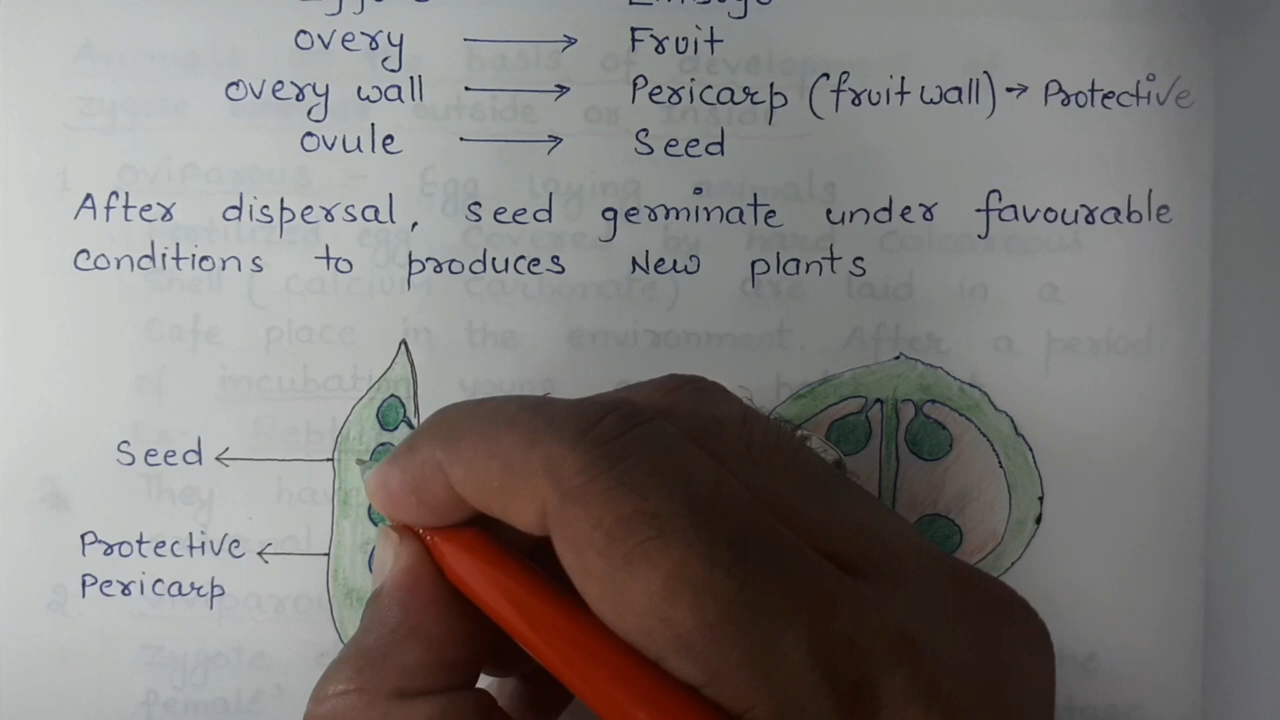 overy → Fruit
overy wall → Pericarp (fruit wall) → Protective
ovule → Seed
After dispersal, seed germinate under favourable
conditions to produces New plants
Seed ←
Protective ←
Pericarp